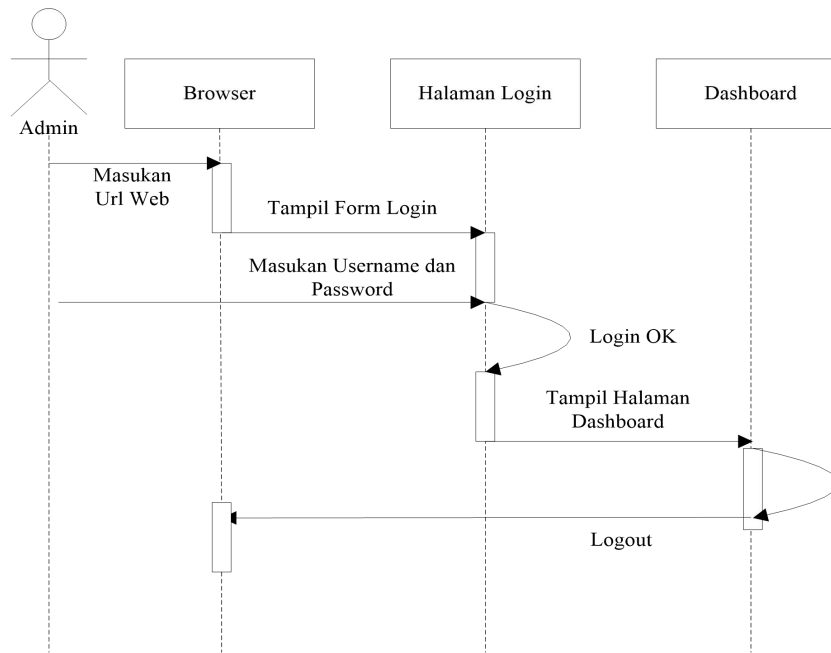 Admin
Browser
Halaman Login
Dashboard
Masukan
Url Web
Tampil Form Login
Masukan Username dan
Password
Login OK
Tampil Halaman
Dashboard
Logout